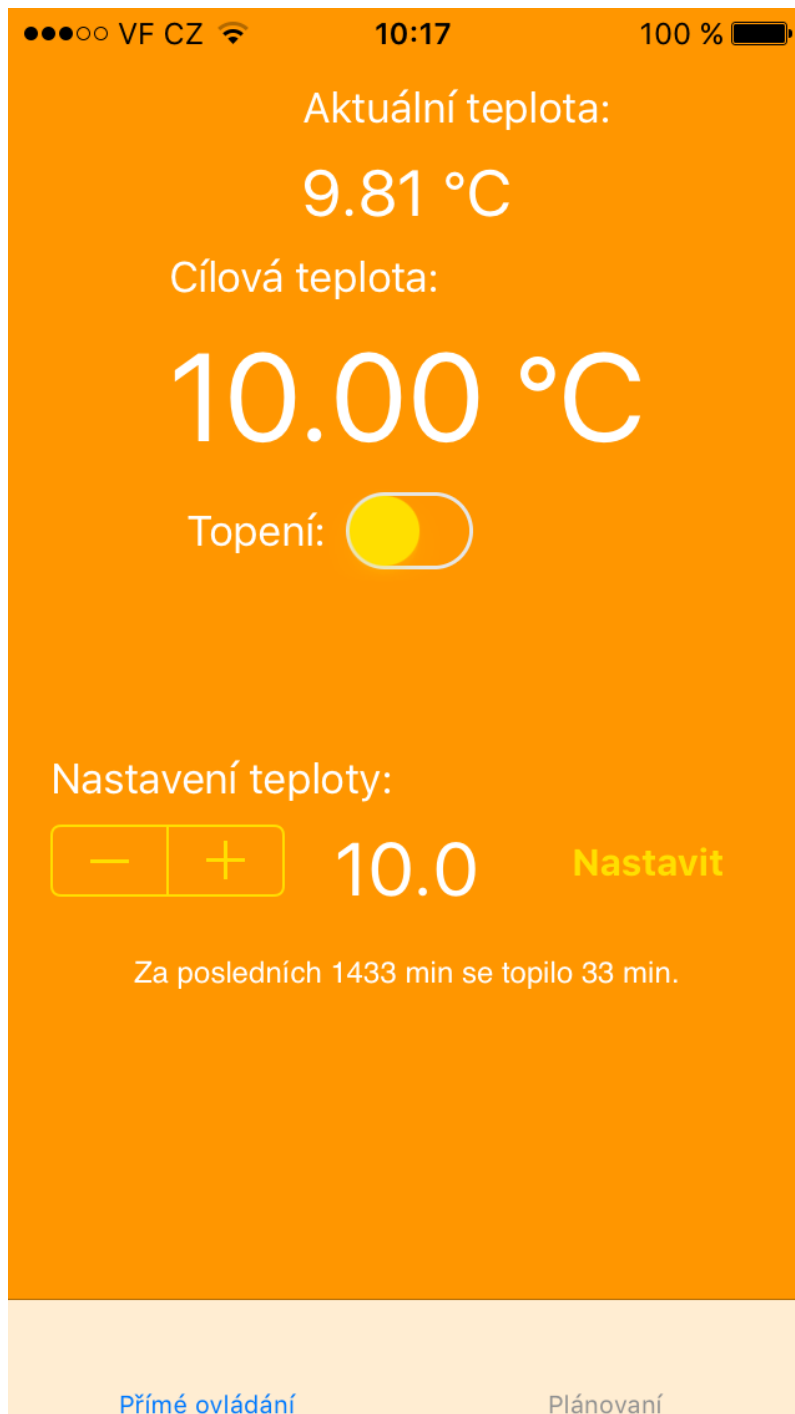 VF CZ 10:17 100 %
Aktuální teplota:
9.81 °C
Cílová teplota:
10.00 °C
Topení:
Nastavení teploty:
− + 10.0 Nastavit
Za posledních 1433 min se topilo 33 min.
Přímé ovládání Plánovaní